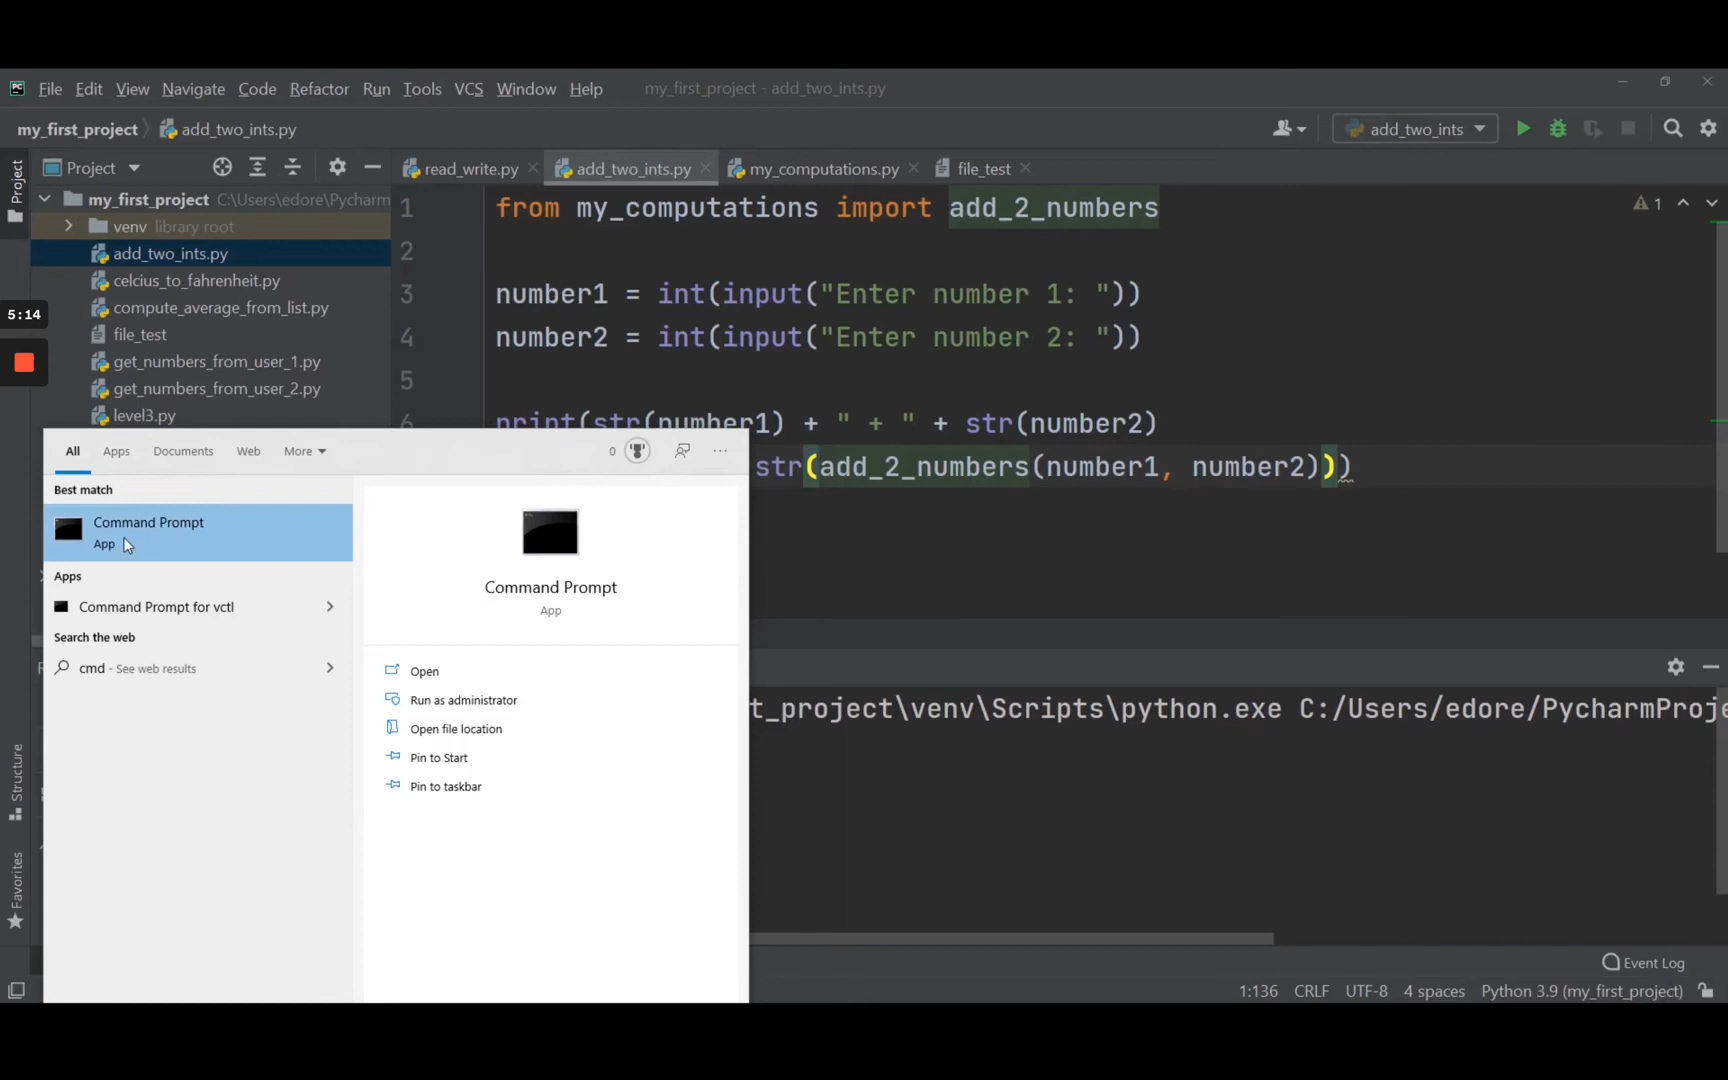 PC File Edit View Navigate Code Refactor Run Tools VCS Window Help my_first_project - add_two_ints.py
my_first_project add_two_ints.py add_two_ints
Project
Project
read_write.py add_two_ints.py my_computations.py file_test
my_first_project C:\Users\edore\Pycharm
venv library root
add_two_ints.py
celcius_to_fahrenheit.py
compute_average_from_list.py
file_test
get_numbers_from_user_1.py
get_numbers_from_user_2.py
level3.py
5:14
1 from my_computations import add_2_numbers
1
2
3 number1 = int(input("Enter number 1: "))
4 number2 = int(input("Enter number 2: "))
5
6 print(str(number1) + " + " + str(number2)
str(add_2_numbers(number1, number2)))
All Apps Documents Web More 0
Best match
Command Prompt
App
Apps
Command Prompt for vctl
Search the web
cmd - See web results
Command Prompt
App
Open
Run as administrator
Open file location
Pin to Start
Pin to taskbar
t_project\venv\Scripts\python.exe C:/Users/edore/PycharmProje
Structure
Favorites
Event Log
1:136 CRLF UTF-8 4 spaces Python 3.9 (my_first_project)